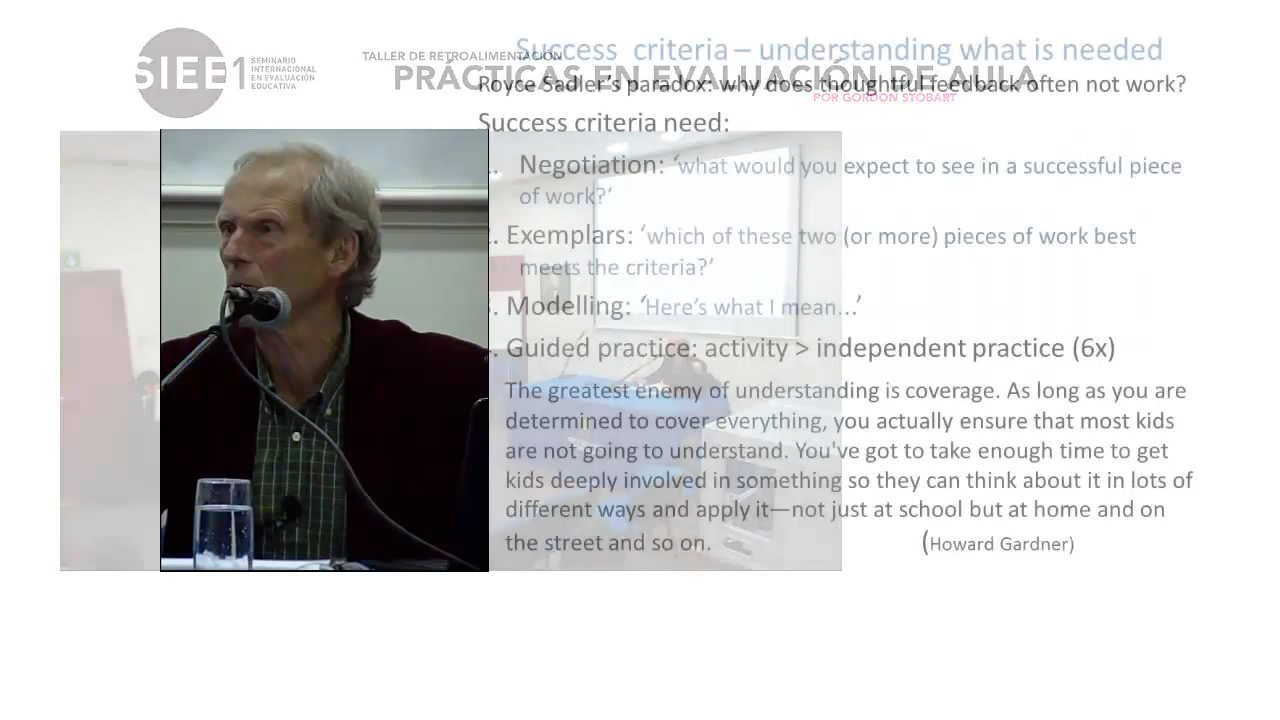 SIEE1
SEMINARIO
INTERNACIONAL
EN EVALUACIÓN
EDUCATIVA
TALLER DE RETROALIMENTACIÓN
PRÁCTICAS EN EVALUACIÓN DE AULA
POR GORDON STOBART
Success criteria – understanding what is needed
Royce Sadler's paradox: why does thoughtful feedback often not work?
Success criteria need:
. Negotiation: ‘what would you expect to see in a successful piece
of work?’
. Exemplars: ‘which of these two (or more) pieces of work best
meets the criteria?’
. Modelling: ‘Here’s what I mean...’
. Guided practice: activity > independent practice (6x)
The greatest enemy of understanding is coverage. As long as you are
determined to cover everything, you actually ensure that most kids
are not going to understand. You've got to take enough time to get
kids deeply involved in something so they can think about it in lots of
different ways and apply it—not just at school but at home and on
the street and so on. (Howard Gardner)